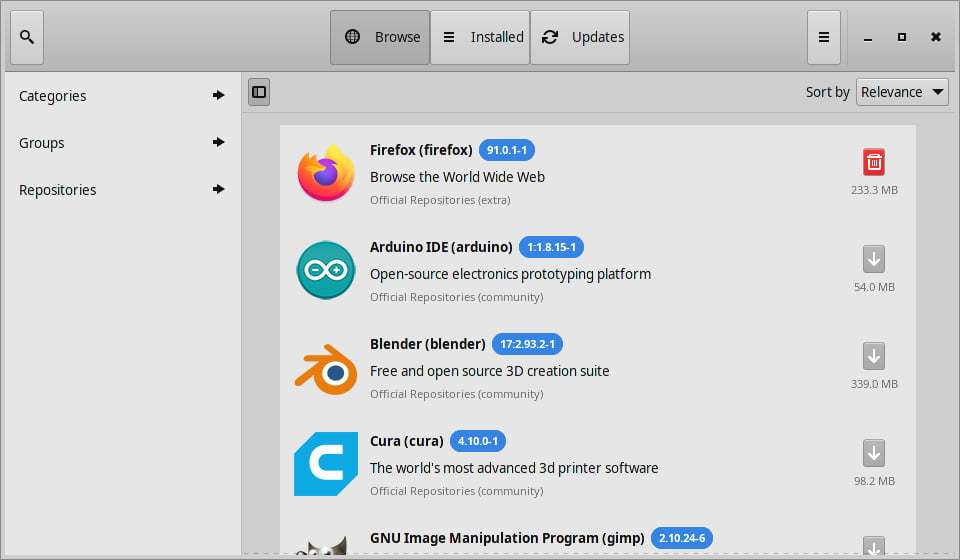 Browse
Installed
Updates
Categories
Groups
Repositories
Sort by
Relevance
Firefox (firefox) 91.0.1-1
Browse the World Wide Web
Official Repositories (extra)
233.3 MB
Arduino IDE (arduino) 1:1.8.15-1
Open-source electronics prototyping platform
Official Repositories (community)
54.0 MB
Blender (blender) 17:2.93.2-1
Free and open source 3D creation suite
Official Repositories (community)
339.0 MB
Cura (cura) 4.10.0-1
The world's most advanced 3d printer software
Official Repositories (community)
98.2 MB
GNU Image Manipulation Program (gimp) 2.10.24-6